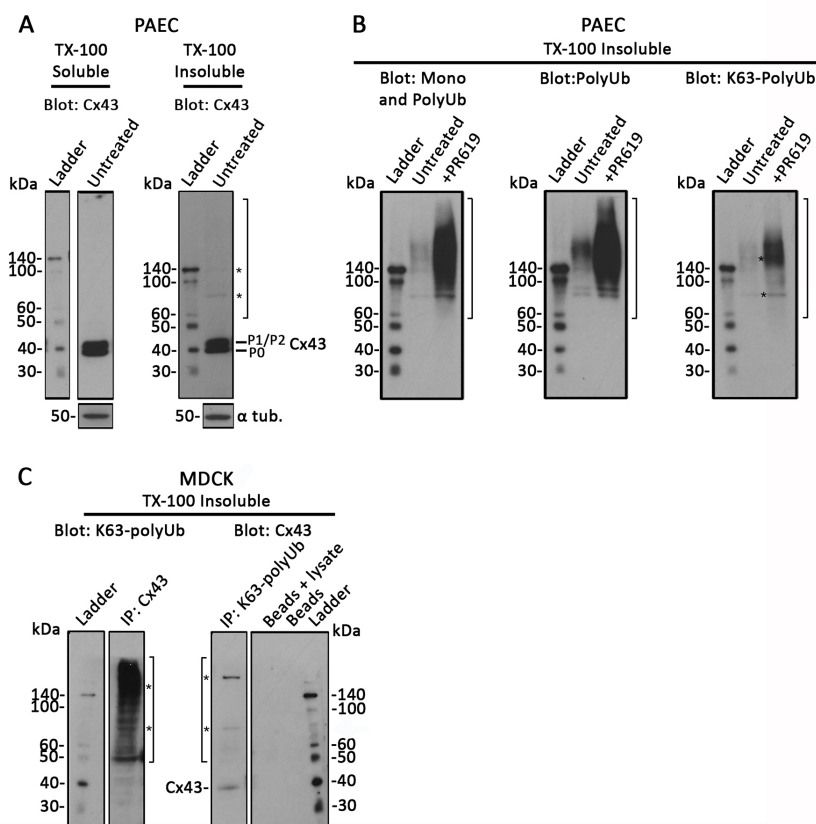 A
PAEC
TX-100 Soluble
TX-100 Insoluble
Blot: Cx43
Blot: Cx43
Ladder
Untreated
Ladder
Untreated
kDa
kDa
140-
100-
60-
50-
40-
30-
50-
140-
100-
60-
50-
40-
30-
50-
*
*
P1/P2
P0
Cx43
α tub.
B
PAEC
TX-100 Insoluble
Blot: Mono and PolyUb
Blot:PolyUb
Blot: K63-PolyUb
Ladder
Untreated
+PR619
Ladder
Untreated
+PR619
Ladder
Untreated
+PR619
kDa
kDa
kDa
140-
100-
60-
50-
40-
30-
140-
100-
60-
50-
40-
30-
140-
100-
60-
50-
40-
30-
*
*
C
MDCK
TX-100 Insoluble
Blot: K63-polyUb
Blot: Cx43
Ladder
IP: Cx43
IP: K63-polyUb
Beads + lysate
Beads
Ladder
kDa
kDa
140-
100-
60-
50-
40-
30-
*
*
*
*
Cx43-
-140
-100
-60
-50
-40
-30